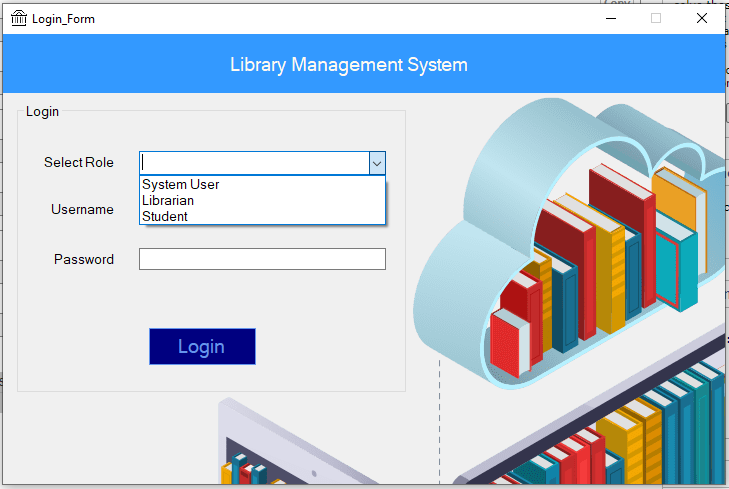 Login_Form
Library Management System
Login
Select Role
System User
Librarian
Student
Username
Password
Login